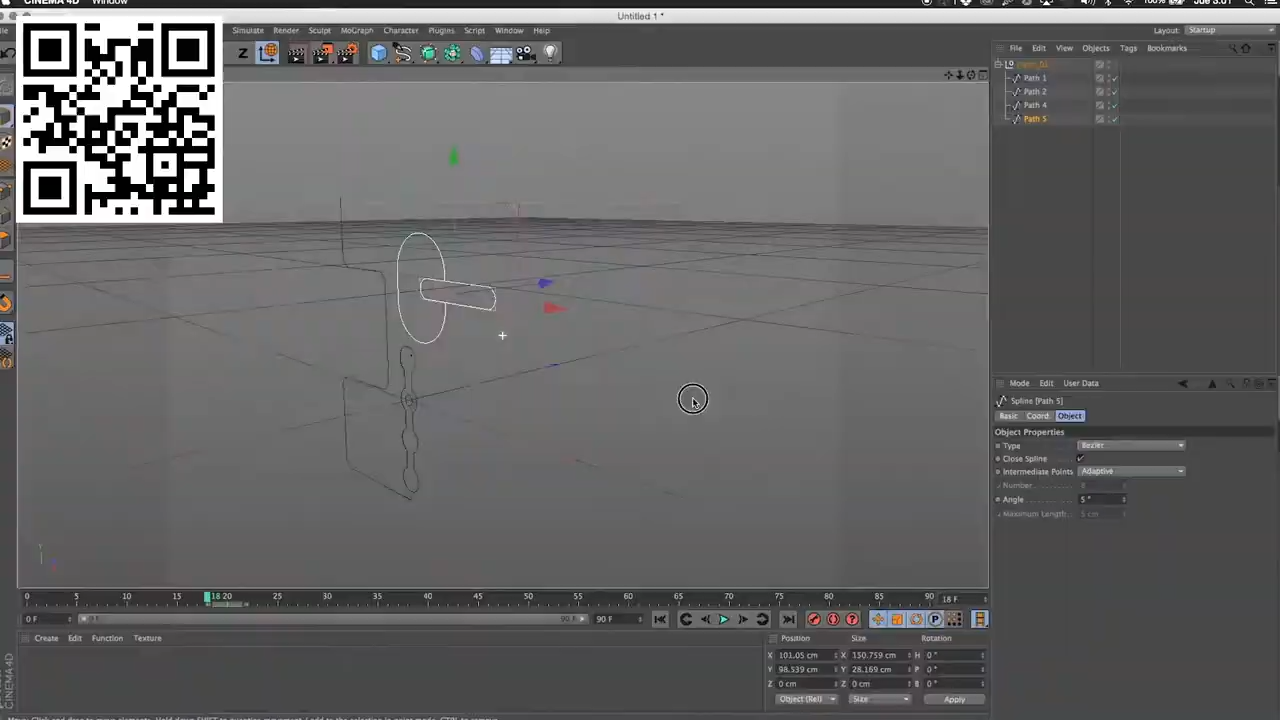 CINEMA 4D Window
Untitled 1 *
Simulate Render Sculpt MoGraph Character Plugins Script Window Help
Layout: Startup
File Edit View Objects Tags Bookmarks
Path 1
Path 2
Path 4
Path 5
Mode Edit User Data
Spline [Path 5]
Basic Coord. Object
Object Properties
Type Bezier
Close Spline
Intermediate Points Adaptive
Number
Angle 5 °
Maximum Length 5 cm
Y
0 5 10 15 18 20 25 30 35 40 45 50 55 60 65 70 75 80 85 90 18 F
0 F 90 F 90 F
Create Edit Function Texture
Position Size Rotation
X 101.05 cm X 150.759 cm H 0 °
Y 98.539 cm Y 28.169 cm P 0 °
Z 0 cm Z 0 cm B 0 °
Object (Rel) Size Apply
CINEMA 4D